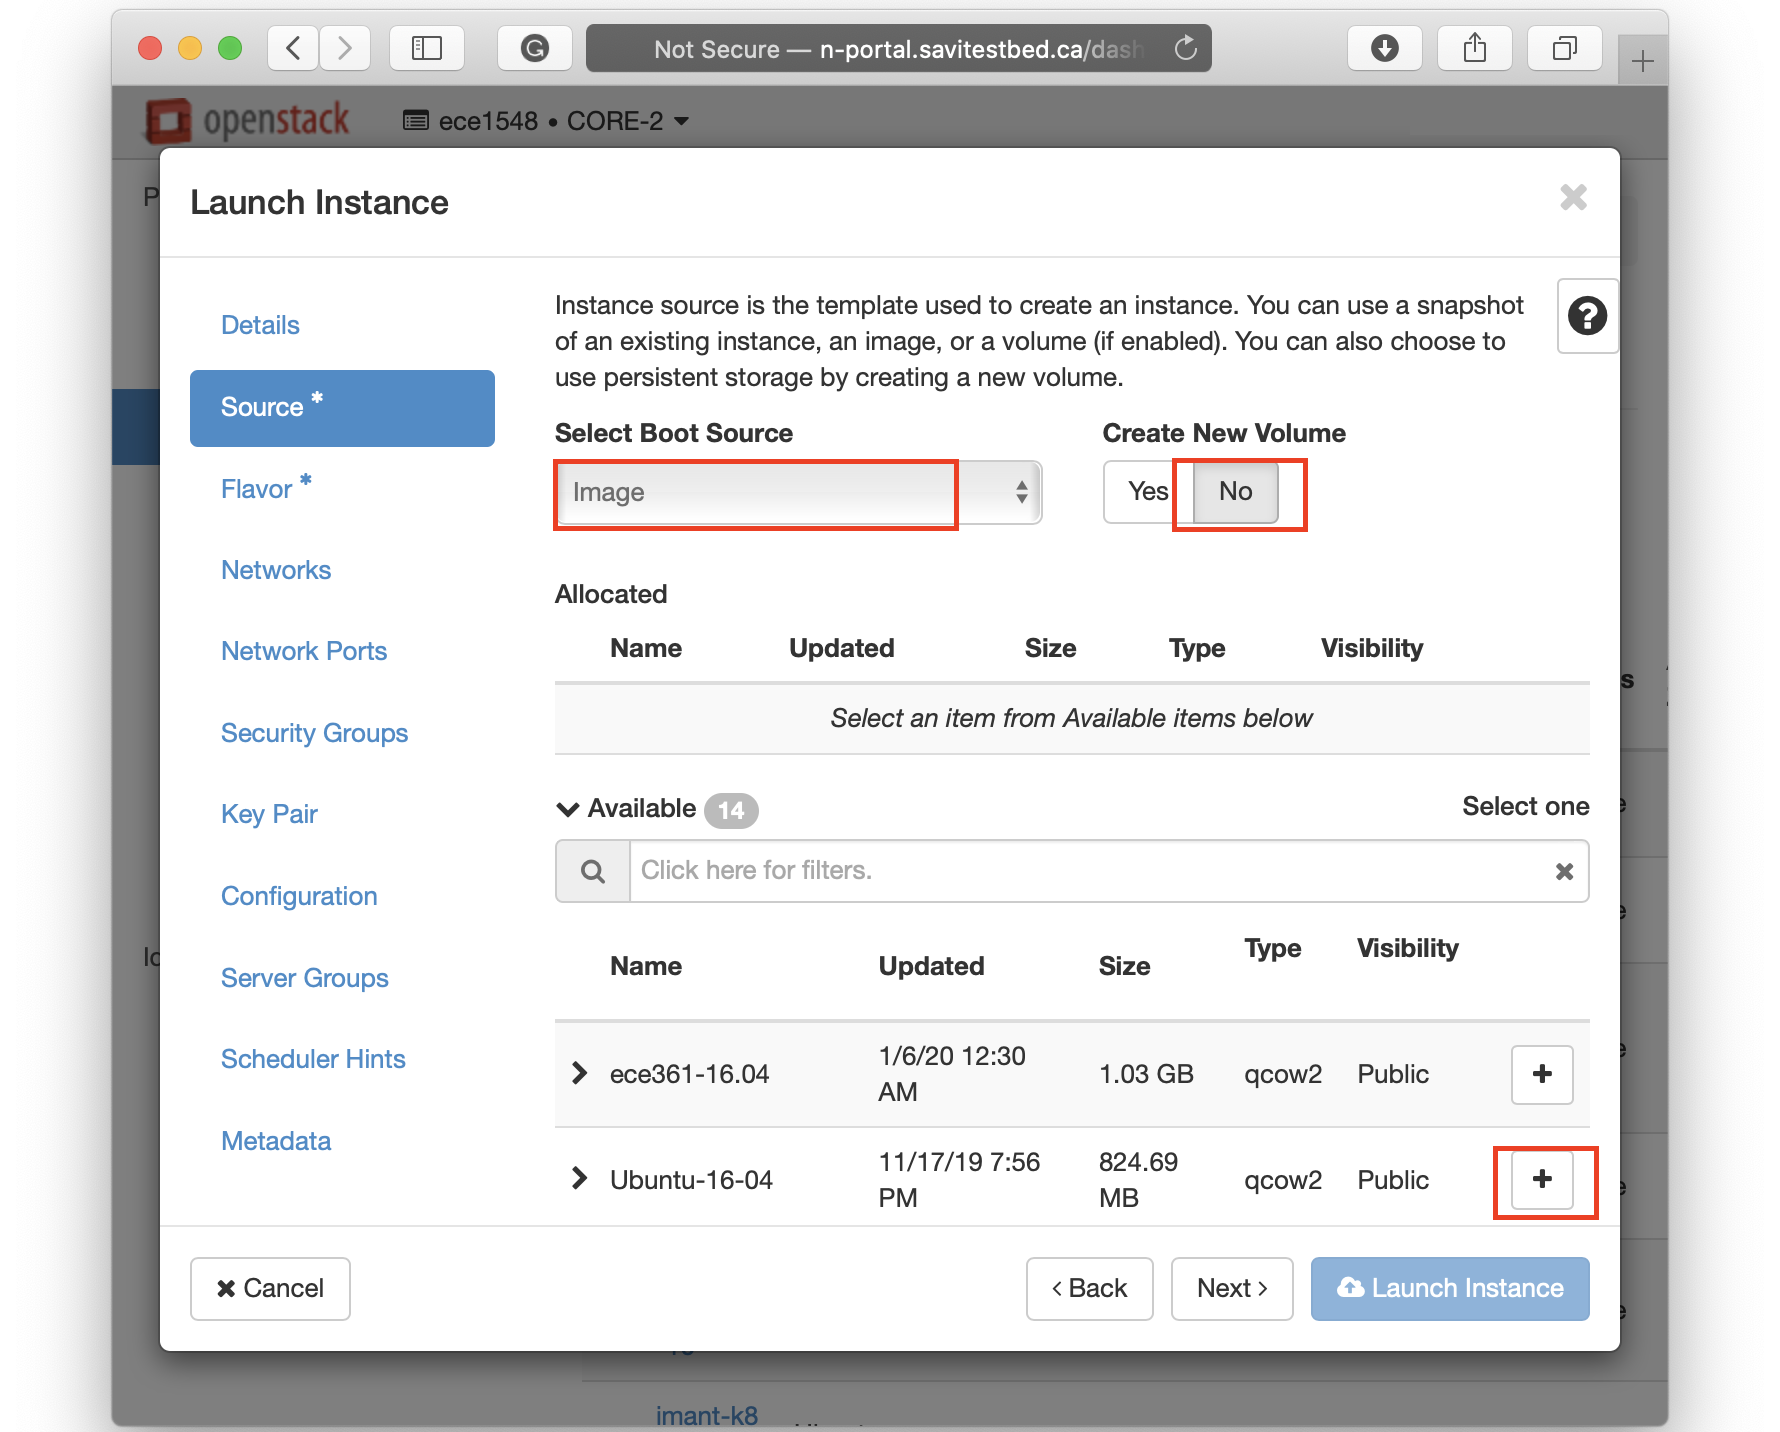 Not Secure — n-portal.savitestbed.ca/dash
openstack ece1548 • CORE-2
Launch Instance
Details
Source *
Flavor *
Networks
Network Ports
Security Groups
Key Pair
Configuration
Server Groups
Scheduler Hints
Metadata
Instance source is the template used to create an instance. You can use a snapshot
of an existing instance, an image, or a volume (if enabled). You can also choose to
use persistent storage by creating a new volume.
Select Boot Source Create New Volume
Image Yes No
Allocated
Name Updated Size Type Visibility
Select an item from Available items below
Available 14 Select one
Click here for filters.
Name Updated Size Type Visibility
ece361-16.04 1/6/20 12:30 AM 1.03 GB qcow2 Public +
Ubuntu-16-04 11/17/19 7:56 PM 824.69 MB qcow2 Public +
Cancel ‹ Back Next › Launch Instance
imant-k8